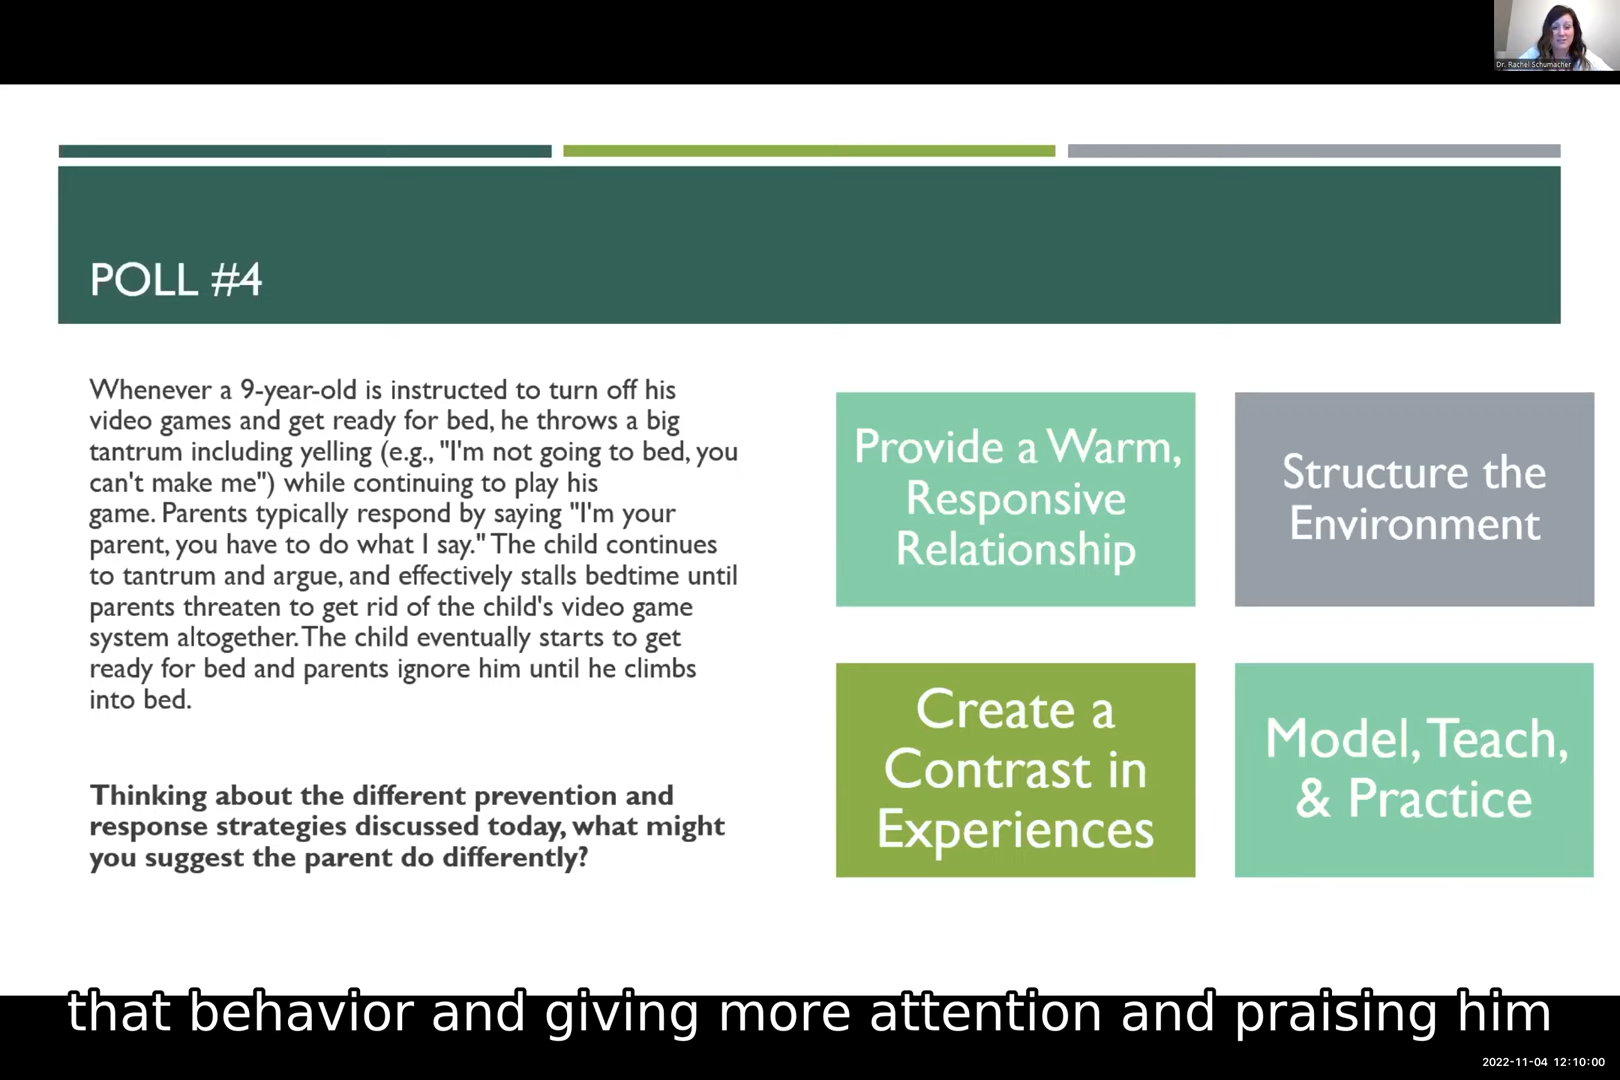 Dr. Rachel Schumacher
POLL #4
Whenever a 9-year-old is instructed to turn off his
video games and get ready for bed, he throws a big
tantrum including yelling (e.g., "I'm not going to bed, you
can't make me") while continuing to play his
game. Parents typically respond by saying "I'm your
parent, you have to do what I say." The child continues
to tantrum and argue, and effectively stalls bedtime until
parents threaten to get rid of the child's video game
system altogether. The child eventually starts to get
ready for bed and parents ignore him until he climbs
into bed.
Thinking about the different prevention and
response strategies discussed today, what might
you suggest the parent do differently?
Provide a Warm,
Responsive
Relationship
Structure the
Environment
Create a
Contrast in
Experiences
Model, Teach,
& Practice
that behavior and giving more attention and praising him
2022-11-04 12:10:00